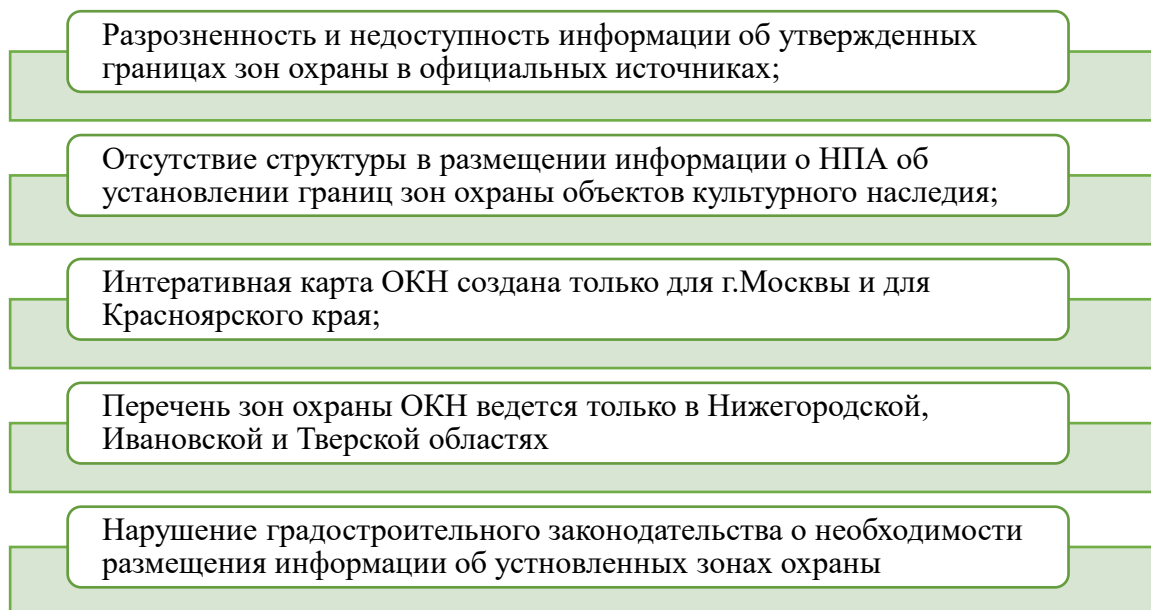 Разрозненность и недоступность информации об утвержденных
границах зон охраны в официальных источниках;
Отсутствие структуры в размещении информации о НПА об
установлении границ зон охраны объектов культурного наследия;
Интеративная карта ОКН создана только для г.Москвы и для
Красноярского края;
Перечень зон охраны ОКН ведется только в Нижегородской,
Ивановской и Тверской областях
Нарушение градостроительного законодательства о необходимости
размещения информации об устновленных зонах охраны